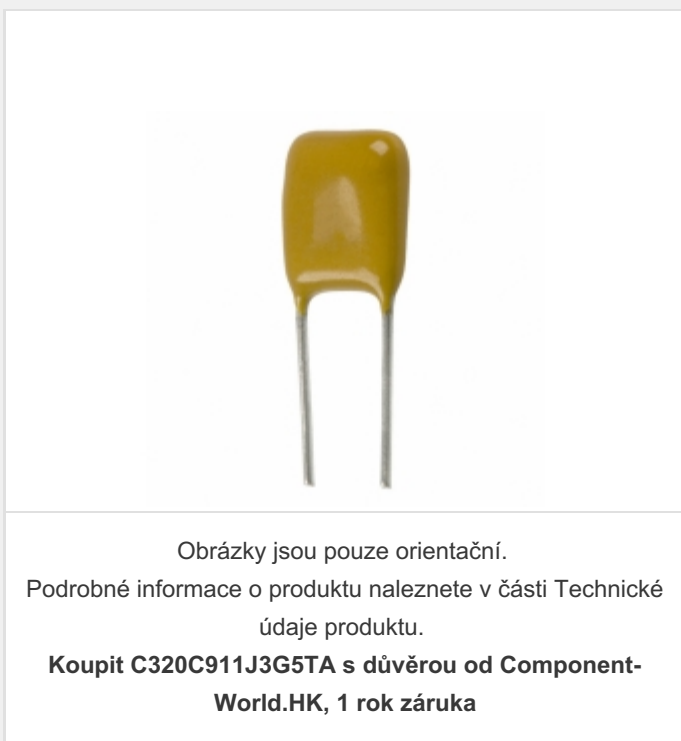 Obrázky jsou pouze orientační.
Podrobné informace o produktu naleznete v části Technické
údaje produktu.
Koupit C320C911J3G5TA s důvěrou od Component-
World.HK, 1 rok záruka